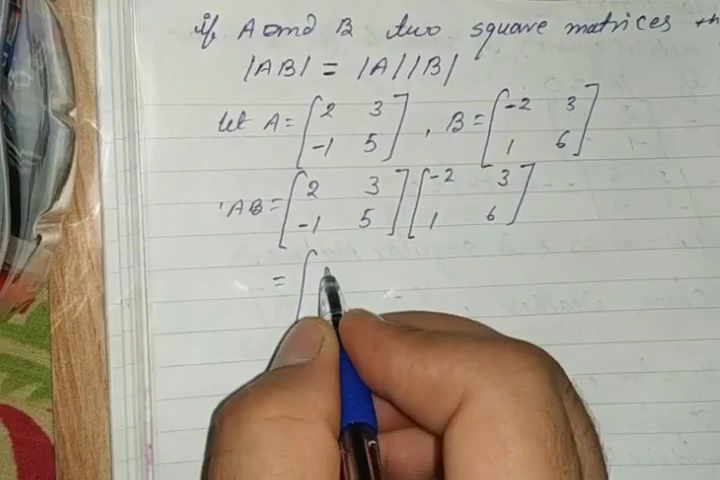 if A and B two square matrices
|AB| = |A||B|
let A = [2 3 -1 5], B = [-2 3 1 6]
AB = [2 3 -1 5] [-2 3 1 6]
= [